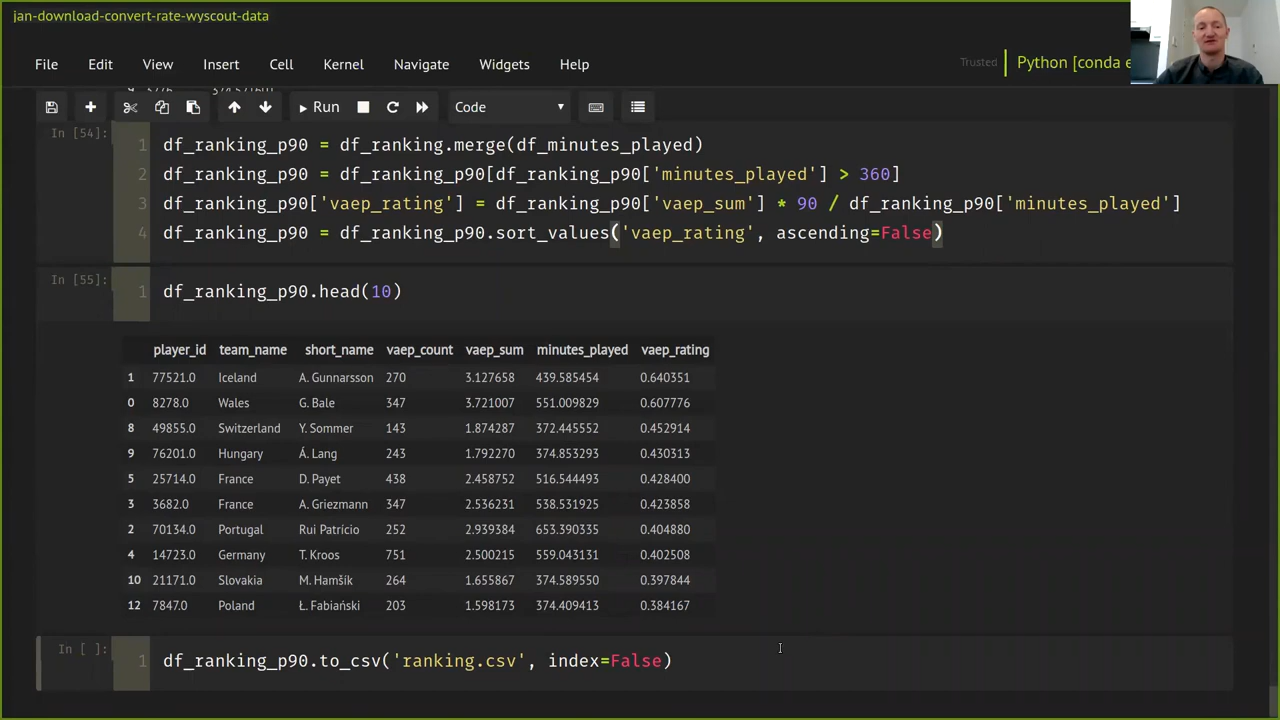 jan-download-convert-rate-wyscout-data
File Edit View Insert Cell Kernel Navigate Widgets Help Trusted Python [conda e
Run Code
In [54]:
1 df_ranking_p90 = df_ranking.merge(df_minutes_played)
2 df_ranking_p90 = df_ranking_p90[df_ranking_p90['minutes_played'] > 360]
3 df_ranking_p90['vaep_rating'] = df_ranking_p90['vaep_sum'] * 90 / df_ranking_p90['minutes_played']
4 df_ranking_p90 = df_ranking_p90.sort_values('vaep_rating', ascending=False)
In [55]:
1 df_ranking_p90.head(10)
player_id team_name short_name vaep_count vaep_sum minutes_played vaep_rating
1 77521.0 Iceland A. Gunnarsson 270 3.127658 439.585454 0.640351
0 8278.0 Wales G. Bale 347 3.721007 551.009829 0.607776
8 49855.0 Switzerland Y. Sommer 143 1.874287 372.445552 0.452914
9 76201.0 Hungary Á. Lang 243 1.792270 374.853293 0.430313
5 25714.0 France D. Payet 438 2.458752 516.544493 0.428400
3 3682.0 France A. Griezmann 347 2.536231 538.531925 0.423858
2 70134.0 Portugal Rui Patrício 252 2.939384 653.390335 0.404880
4 14723.0 Germany T. Kroos 751 2.500215 559.043131 0.402508
10 21171.0 Slovakia M. Hamšík 264 1.655867 374.589550 0.397844
12 7847.0 Poland Ł. Fabiański 203 1.598173 374.409413 0.384167
In [ ]:
1 df_ranking_p90.to_csv('ranking.csv', index=False)